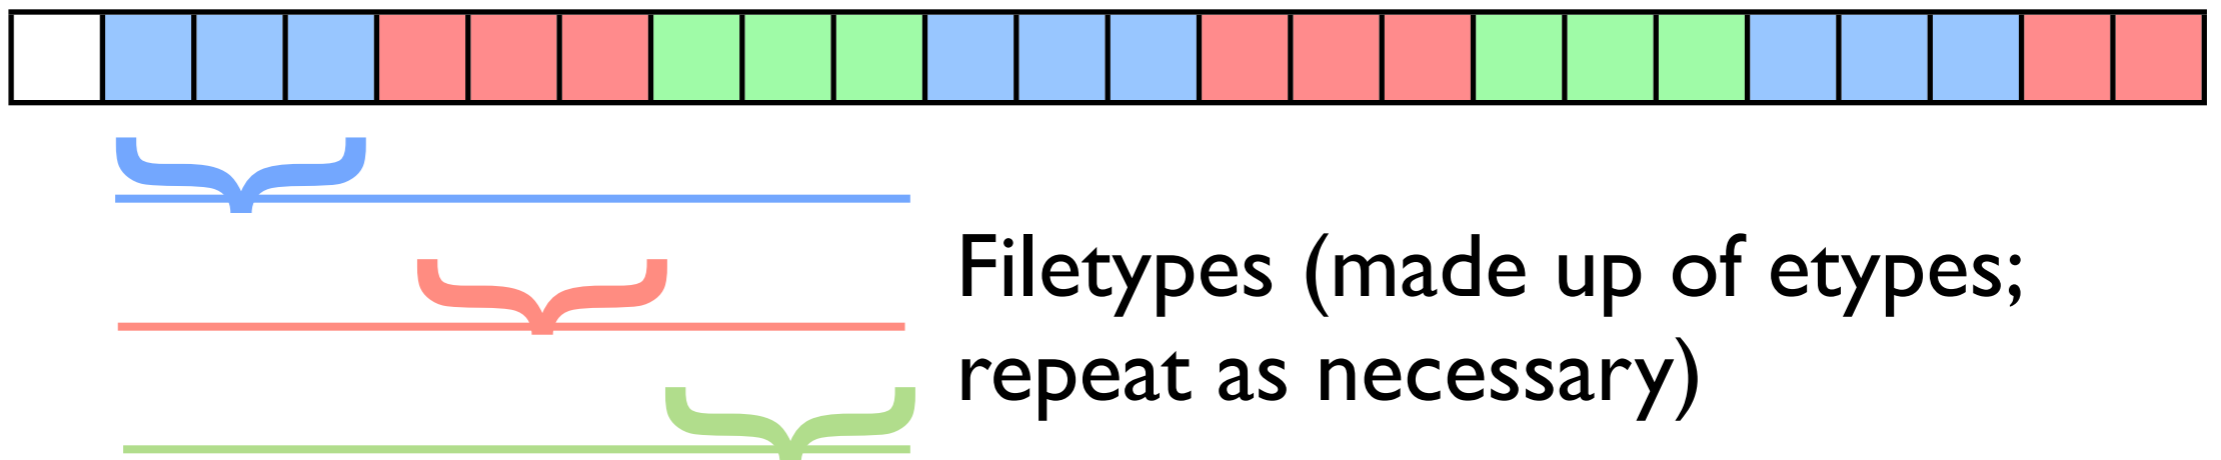 Filetypes (made up of etypes;
repeat as necessary)